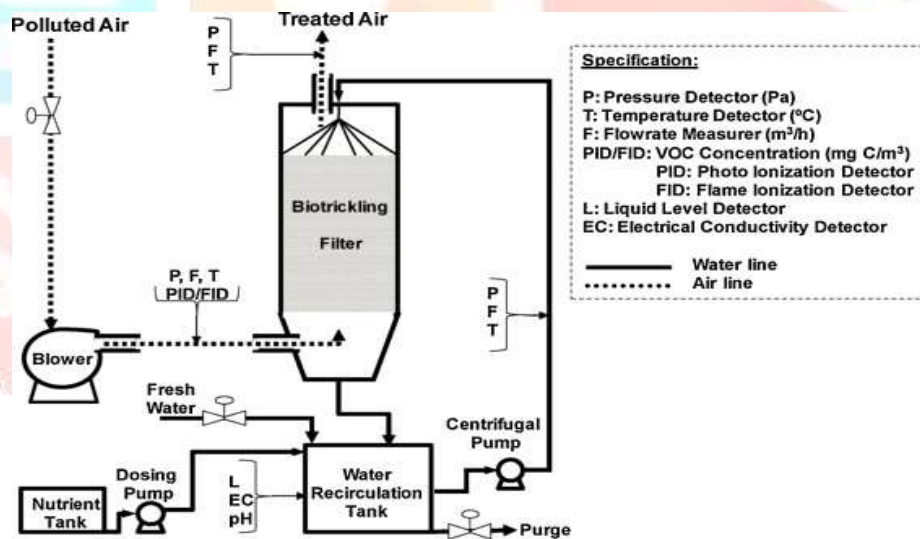 Polluted Air
Treated Air
P
F
T
Specification:
P: Pressure Detector (Pa)
T: Temperature Detector (ºC)
F: Flowrate Measurer (m³/h)
PID/FID: VOC Concentration (mg C/m³)
PID: Photo Ionization Detector
FID: Flame Ionization Detector
L: Liquid Level Detector
EC: Electrical Conductivity Detector
Water line
Air line
Biotrickling
Filter
P, F, T
PID/FID
P
F
T
Blower
Fresh
Water
Centrifugal
Pump
Dosing
Pump
Nutrient
Tank
L
EC
pH
Water
Recirculation
Tank
Purge